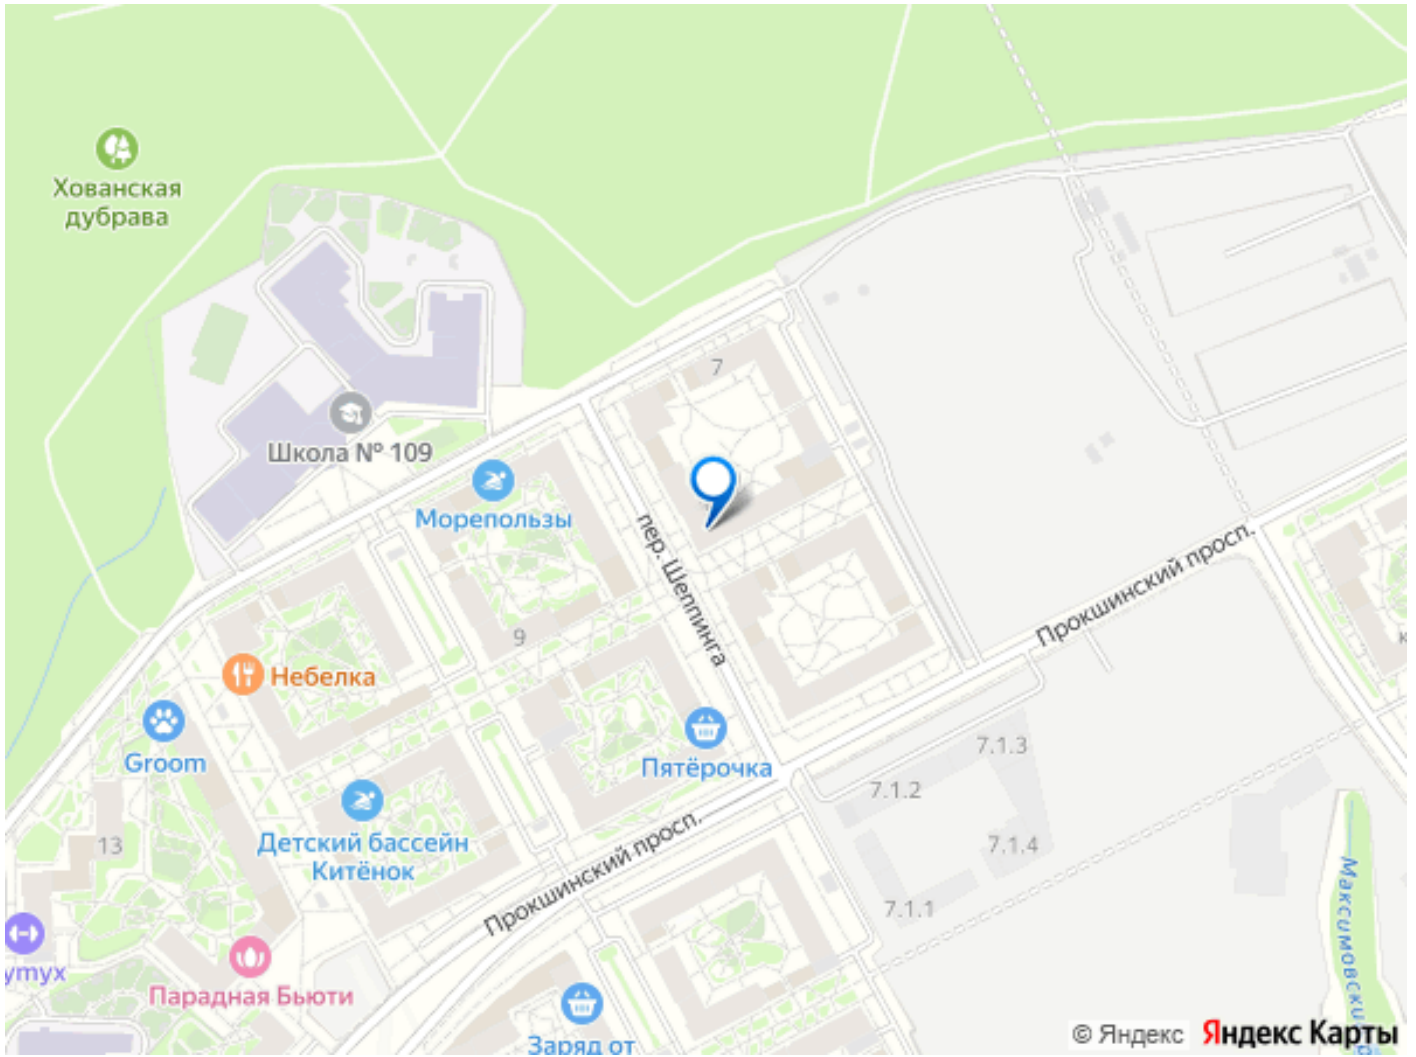 Хованская
дубрава
7
Школа № 109
Морепользы
пер. Шеппинга
Прокшинский просп.
9
Небелка
Groom
Пятёрочка
7.1.3
7.1.2
Детский бассейн
Китёнок
13
7.1.4
Прокшинский просп.
7.1.1
Парадная Бьюти
Заряд от
© Яндекс Яндекс Карты